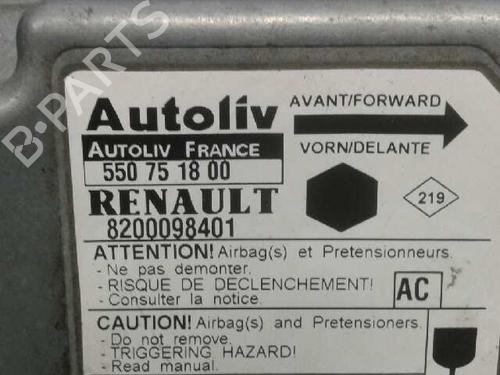 B-PARTS
Autoliv
AVANT/FORWARD
AUTOLIV FRANCE
VORN/DELANTE
550 75 18 00
RENAULT
219
8200098401
ATTENTION! Airbag(s) et Pretensionneurs.
- Ne pas demonter.
- RISQUE DE DECLENCHEMENT!
- Consulter la notice.
AC
CAUTION! Airbag(s) and Pretensioners.
- Do not remove.
- TRIGGERING HAZARD!
- Read manual.